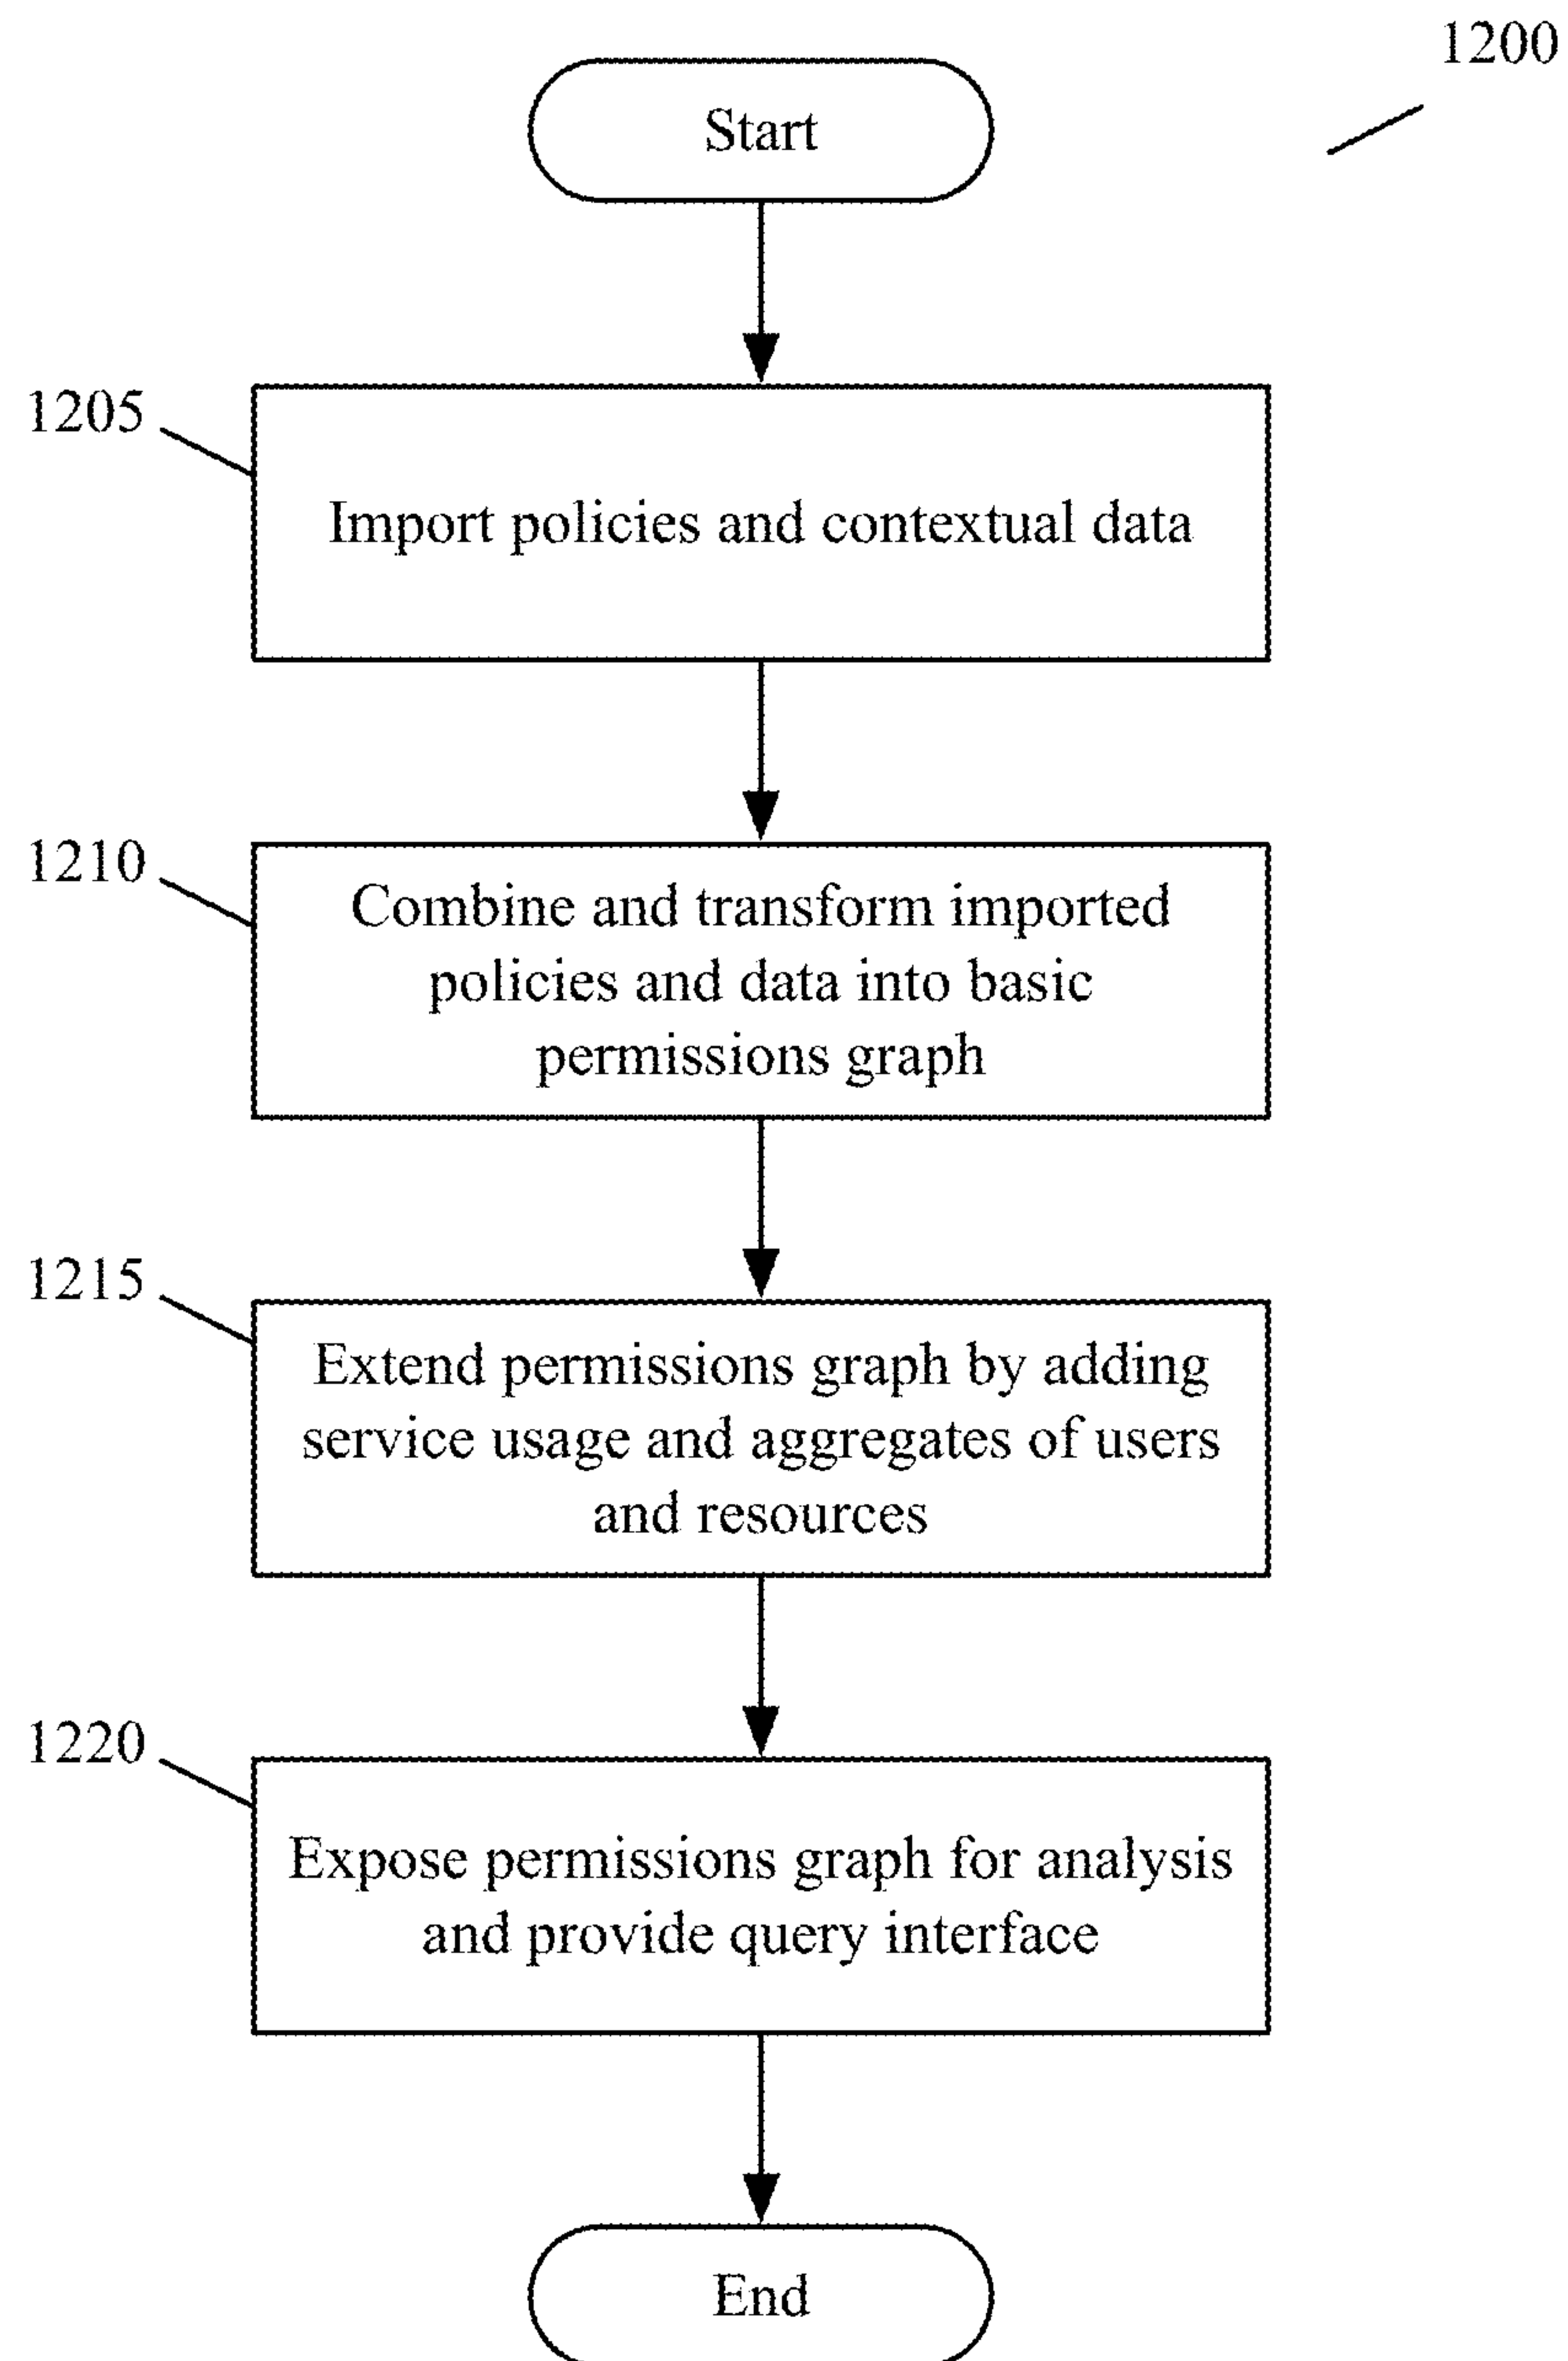 1200
Start
1205
Import policies and contextual data
1210
Combine and transform imported
policies and data into basic
permissions graph
1215
Extend permissions graph by adding
service usage and aggregates of users
and resources
1220
Expose permissions graph for analysis
and provide query interface
End